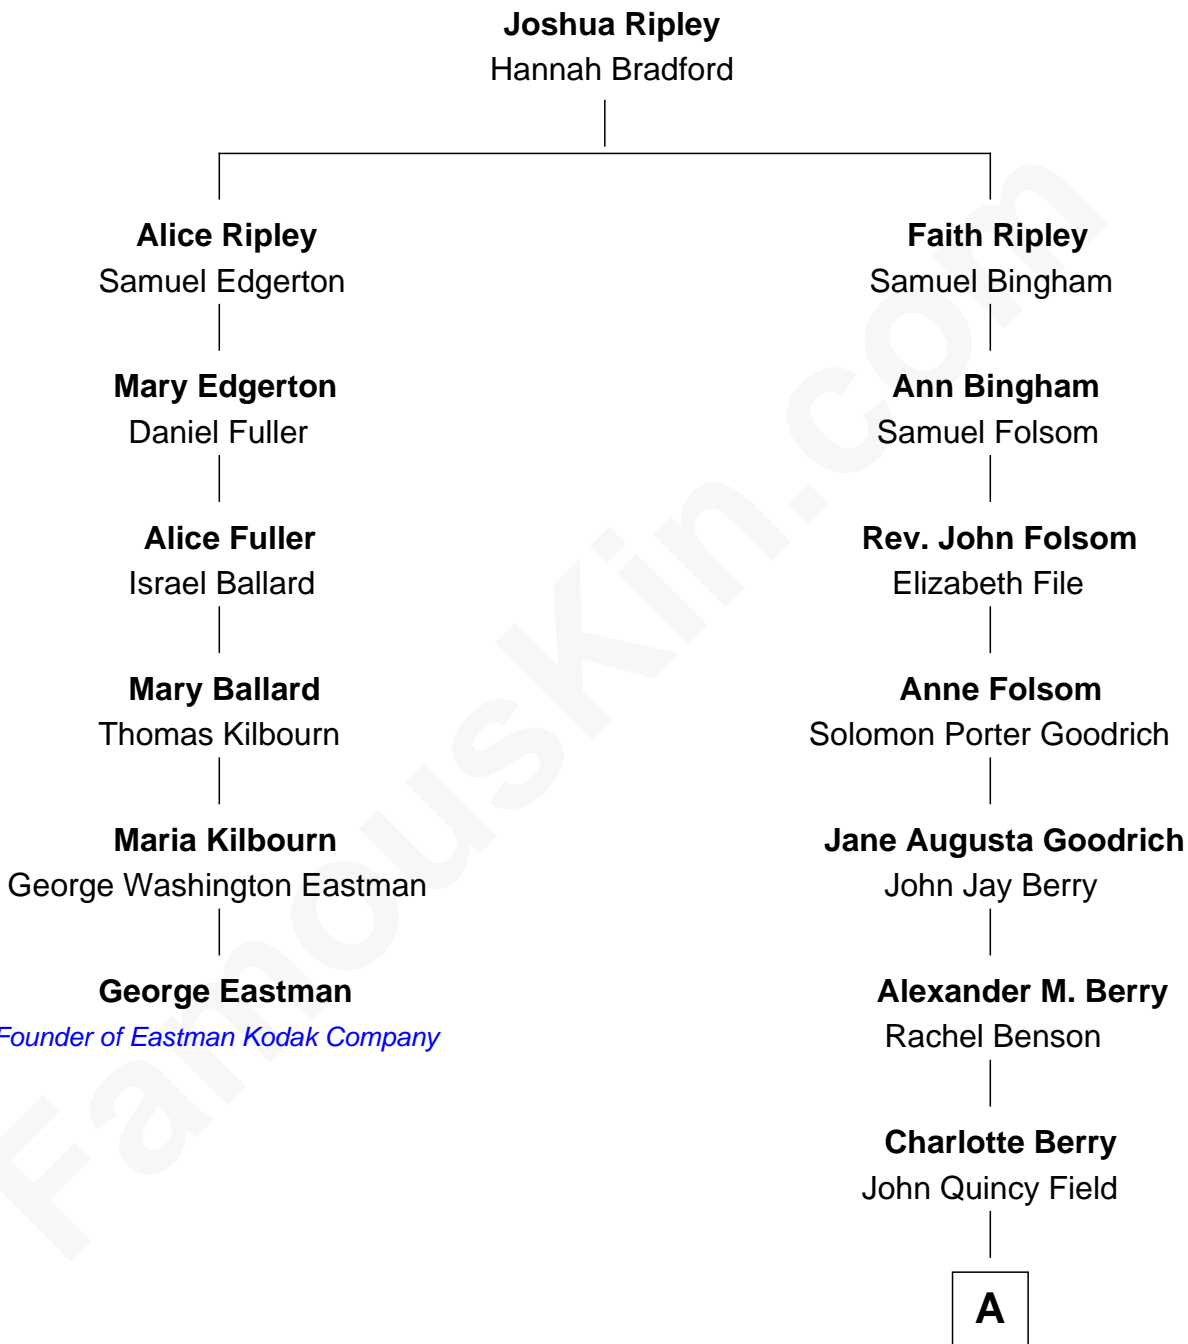 Joshua Ripley
Hannah Bradford
Alice Ripley
Samuel Edgerton
Faith Ripley
Samuel Bingham
Mary Edgerton
Daniel Fuller
Ann Bingham
Samuel Folsom
Alice Fuller
Israel Ballard
Rev. John Folsom
Elizabeth File
Mary Ballard
Thomas Kilbourn
Anne Folsom
Solomon Porter Goodrich
Maria Kilbourn
George Washington Eastman
Jane Augusta Goodrich
John Jay Berry
George Eastman
Founder of Eastman Kodak Company
Alexander M. Berry
Rachel Benson
Charlotte Berry
John Quincy Field
A
FamousKin.com